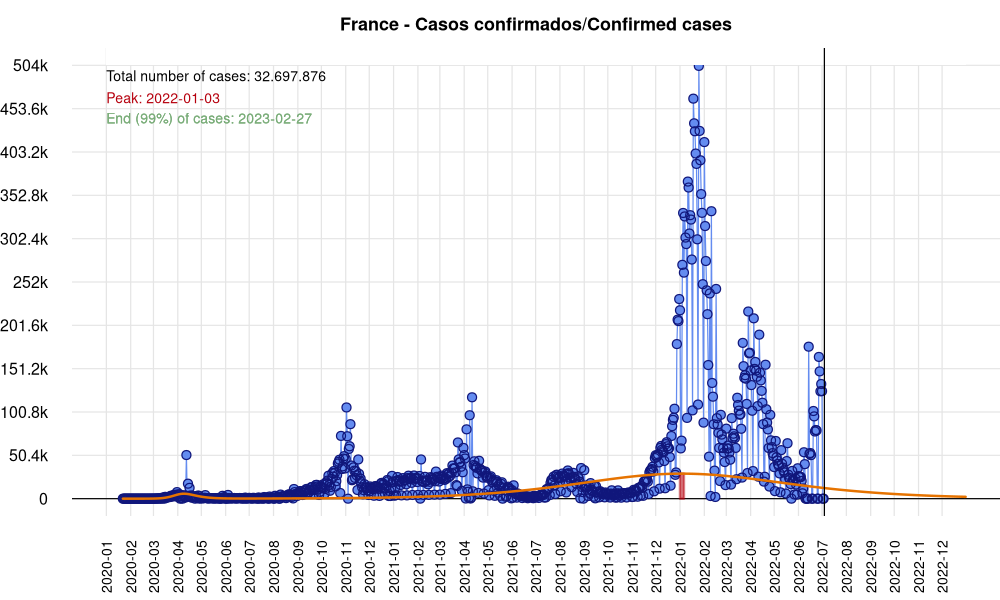 France - Casos confirmados/Confirmed cases
Total number of cases: 32.697.876
Peak: 2022-01-03
End (99%) of cases: 2023-02-27
504k
453.6k
403.2k
352.8k
302.4k
252k
201.6k
151.2k
100.8k
50.4k
0
2020-01
2020-02
2020-03
2020-04
2020-05
2020-06
2020-07
2020-08
2020-09
2020-10
2020-11
2020-12
2021-01
2021-02
2021-03
2021-04
2021-05
2021-06
2021-07
2021-08
2021-09
2021-10
2021-11
2021-12
2022-01
2022-02
2022-03
2022-04
2022-05
2022-06
2022-07
2022-08
2022-09
2022-10
2022-11
2022-12